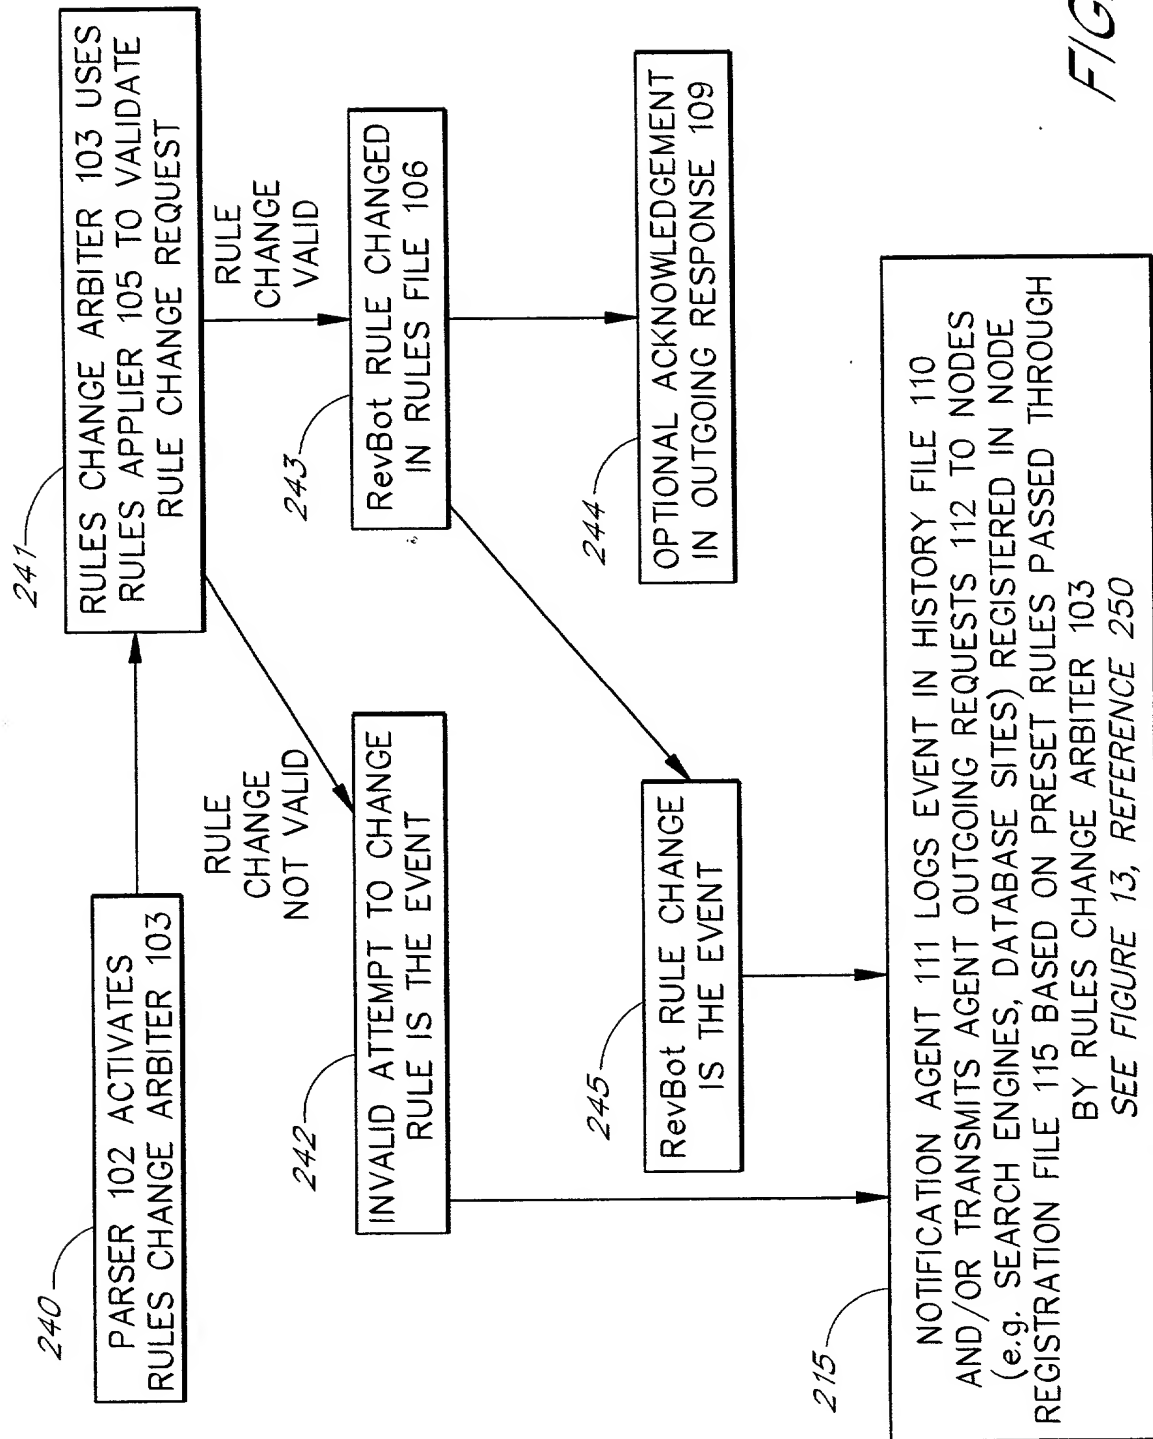 240
PARSER 102 ACTIVATES
RULES CHANGE ARBITER 103
241
RULES CHANGE ARBITER 103 USES
RULES APPLIER 105 TO VALIDATE
RULE CHANGE REQUEST
RULE
CHANGE
NOT VALID
RULE
CHANGE
VALID
242
INVALID ATTEMPT TO CHANGE
RULE IS THE EVENT
243
RevBot RULE CHANGED
IN RULES FILE 106
244
OPTIONAL ACKNOWLEDGEMENT
IN OUTGOING RESPONSE 109
245
RevBot RULE CHANGE
IS THE EVENT
215
NOTIFICATION AGENT 111 LOGS EVENT IN HISTORY FILE 110
AND/OR TRANSMITS AGENT OUTGOING REQUESTS 112 TO NODES
(e.g. SEARCH ENGINES, DATABASE SITES) REGISTERED IN NODE
REGISTRATION FILE 115 BASED ON PRESET RULES PASSED THROUGH
BY RULES CHANGE ARBITER 103
SEE FIGURE 13, REFERENCE 250